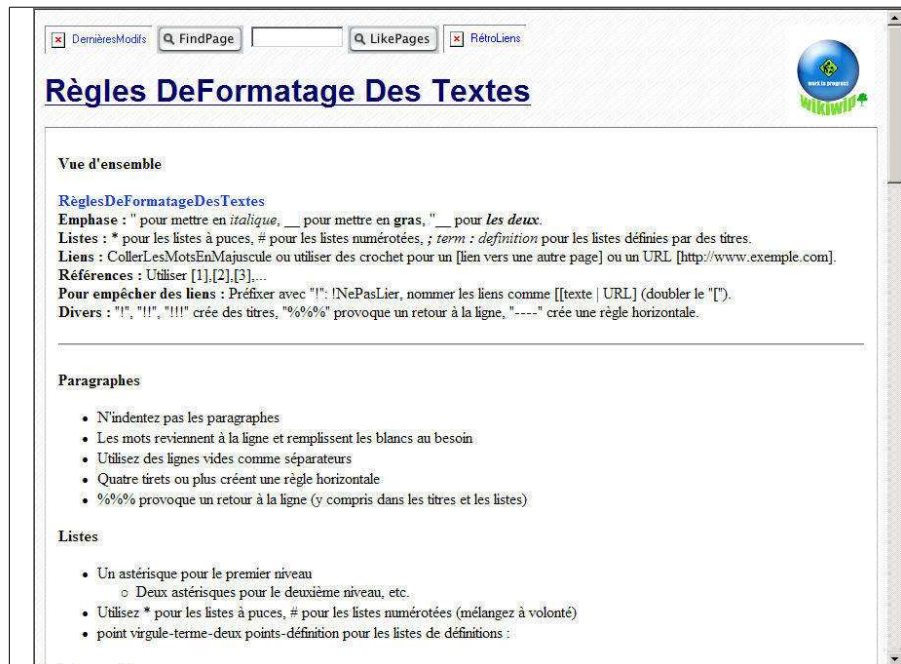 DernièresModifs FindPage LikePages RétroLiens
Règles DeFormatage Des Textes
work in progress
wikiwip
Vue d'ensemble
RèglesDeFormatageDesTextes
Emphase : '' pour mettre en italique, __ pour mettre en gras, ''__ pour les deux.
Listes : * pour les listes à puces, # pour les listes numérotées, ; term : definition pour les listes définies par des titres.
Liens : CollerLesMotsEnMajuscule ou utiliser des crochet pour un [lien vers une autre page] ou un URL [http://www.exemple.com].
Références : Utiliser [1],[2],[3],...
Pour empêcher des liens : Préfixer avec "!": !NePasLier, nommer les liens comme [[texte | URL] (doubler le "[").
Divers : "!", "!!", "!!!" crée des titres, "%%%" provoque un retour à la ligne, "----" crée une règle horizontale.
Paragraphes
• N'indentez pas les paragraphes
• Les mots reviennent à la ligne et remplissent les blancs au besoin
• Utilisez des lignes vides comme séparateurs
• Quatre tirets ou plus créent une règle horizontale
• %%% provoque un retour à la ligne (y compris dans les titres et les listes)
Listes
• Un astérisque pour le premier niveau
○ Deux astérisques pour le deuxième niveau, etc.
• Utilisez * pour les listes à puces, # pour les listes numérotées (mélangez à volonté)
• point virgule-terme-deux points-définition pour les listes de définitions :